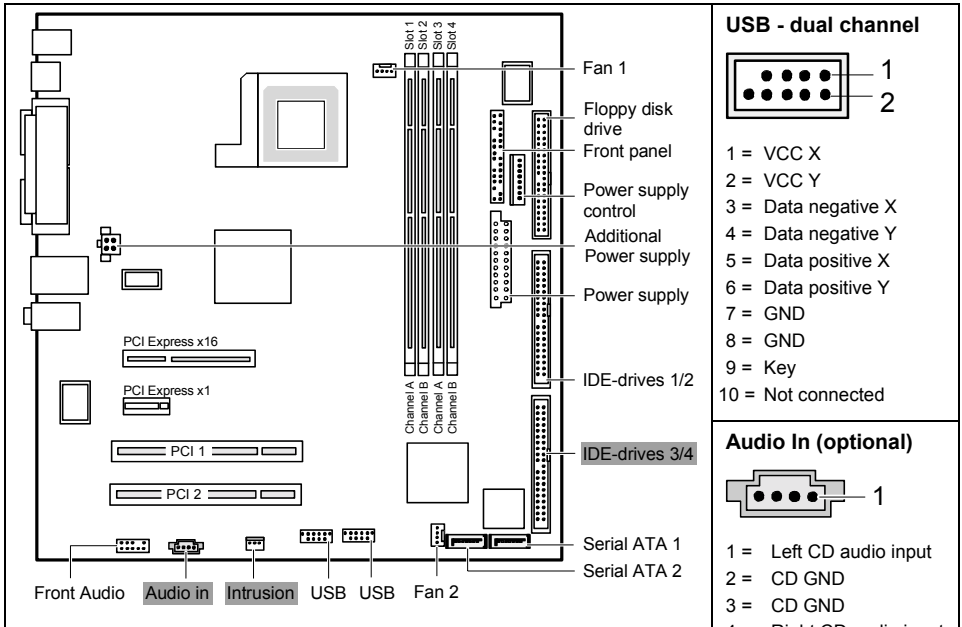 Slot 1
Slot 2
Slot 3
Slot 4
Fan 1
Floppy disk
drive
Front panel
Power supply
control
Additional
Power supply
Power supply
PCI Express x16
PCI Express x1
Channel A
Channel B
Channel A
Channel B
IDE-drives 1/2
PCI 1
IDE-drives 3/4
PCI 2
Serial ATA 1
Serial ATA 2
Front Audio
Audio in
Intrusion
USB
USB
Fan 2
USB - dual channel
1
2
1 = VCC X
2 = VCC Y
3 = Data negative X
4 = Data negative Y
5 = Data positive X
6 = Data positive Y
7 = GND
8 = GND
9 = Key
10 = Not connected
Audio In (optional)
1
1 = Left CD audio input
2 = CD GND
3 = CD GND
Right CD audio input